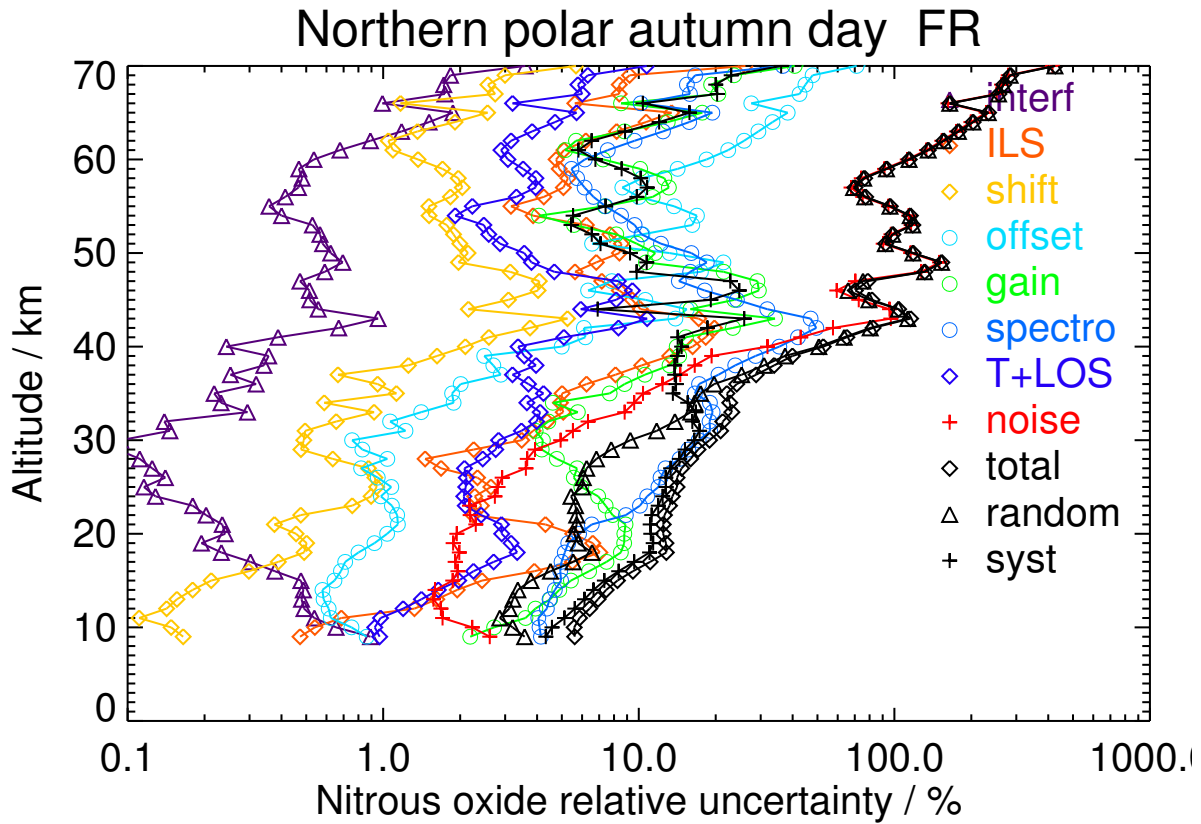 Northern polar autumn day FR
70
60
50
40
30
20
10
0
Altitude / km
interf
ILS
shift
offset
gain
spectro
T+LOS
noise
total
random
syst
0.1 1.0 10.0 100.0 1000.
Nitrous oxide relative uncertainty / %